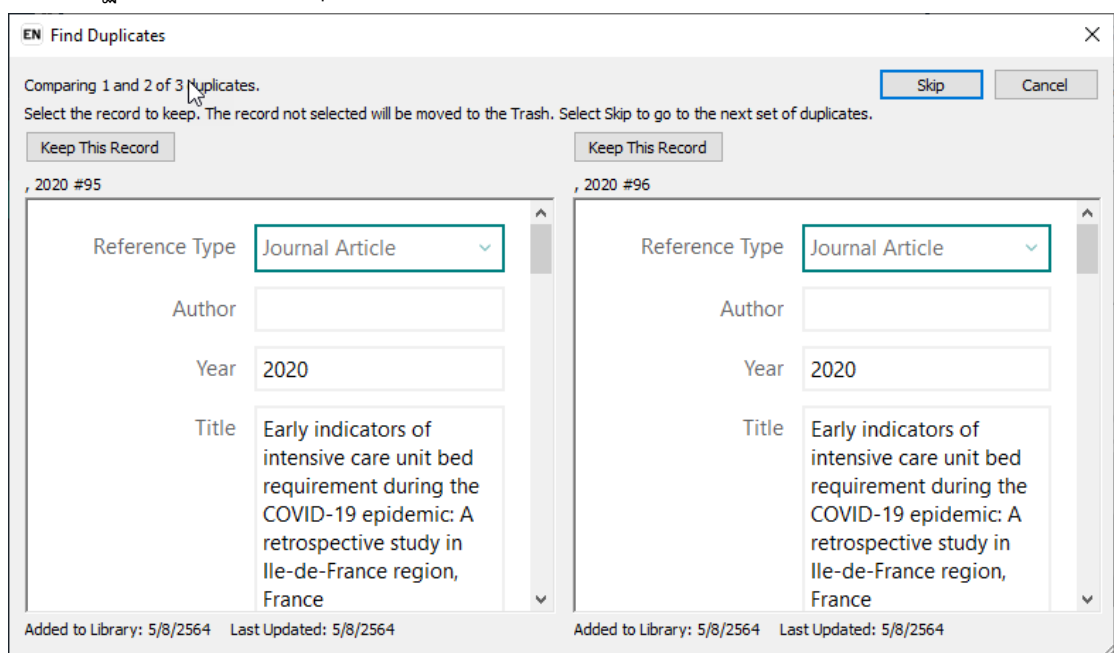 EN Find Duplicates
Comparing 1 and 2 of 3 duplicates.
Skip
Cancel
Select the record to keep. The record not selected will be moved to the Trash. Select Skip to go to the next set of duplicates.
Keep This Record
Keep This Record
, 2020 #95
, 2020 #96
Reference Type
Journal Article
Author
Year
2020
Title
Early indicators of
intensive care unit bed
requirement during the
COVID-19 epidemic: A
retrospective study in
Ile-de-France region,
France
Reference Type
Journal Article
Author
Year
2020
Title
Early indicators of
intensive care unit bed
requirement during the
COVID-19 epidemic: A
retrospective study in
Ile-de-France region,
France
Added to Library: 5/8/2564 Last Updated: 5/8/2564
Added to Library: 5/8/2564 Last Updated: 5/8/2564